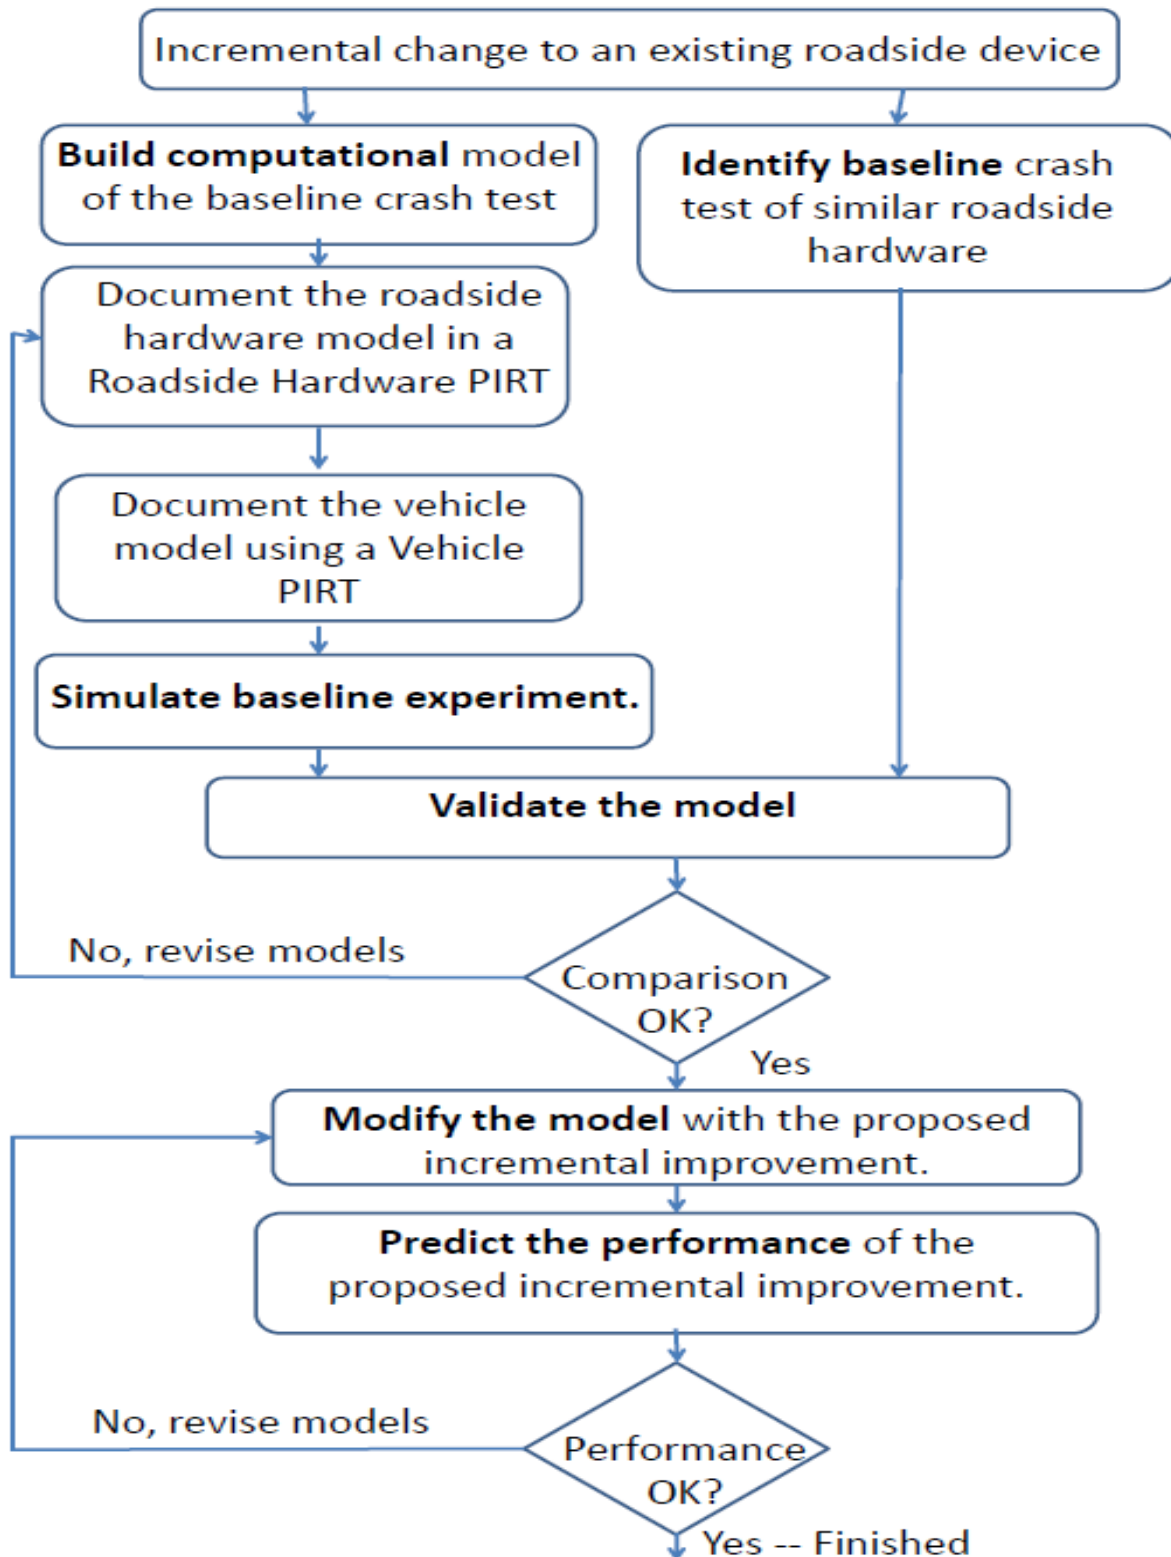 Incremental change to an existing roadside device
Build computational model
of the baseline crash test
Identify baseline crash
test of similar roadside
hardware
Document the roadside
hardware model in a
Roadside Hardware PIRT
Document the vehicle
model using a Vehicle
PIRT
Simulate baseline experiment.
Validate the model
No, revise models
Comparison
OK?
Yes
Modify the model with the proposed
incremental improvement.
Predict the performance of the
proposed incremental improvement.
No, revise models
Performance
OK?
Yes -- Finished